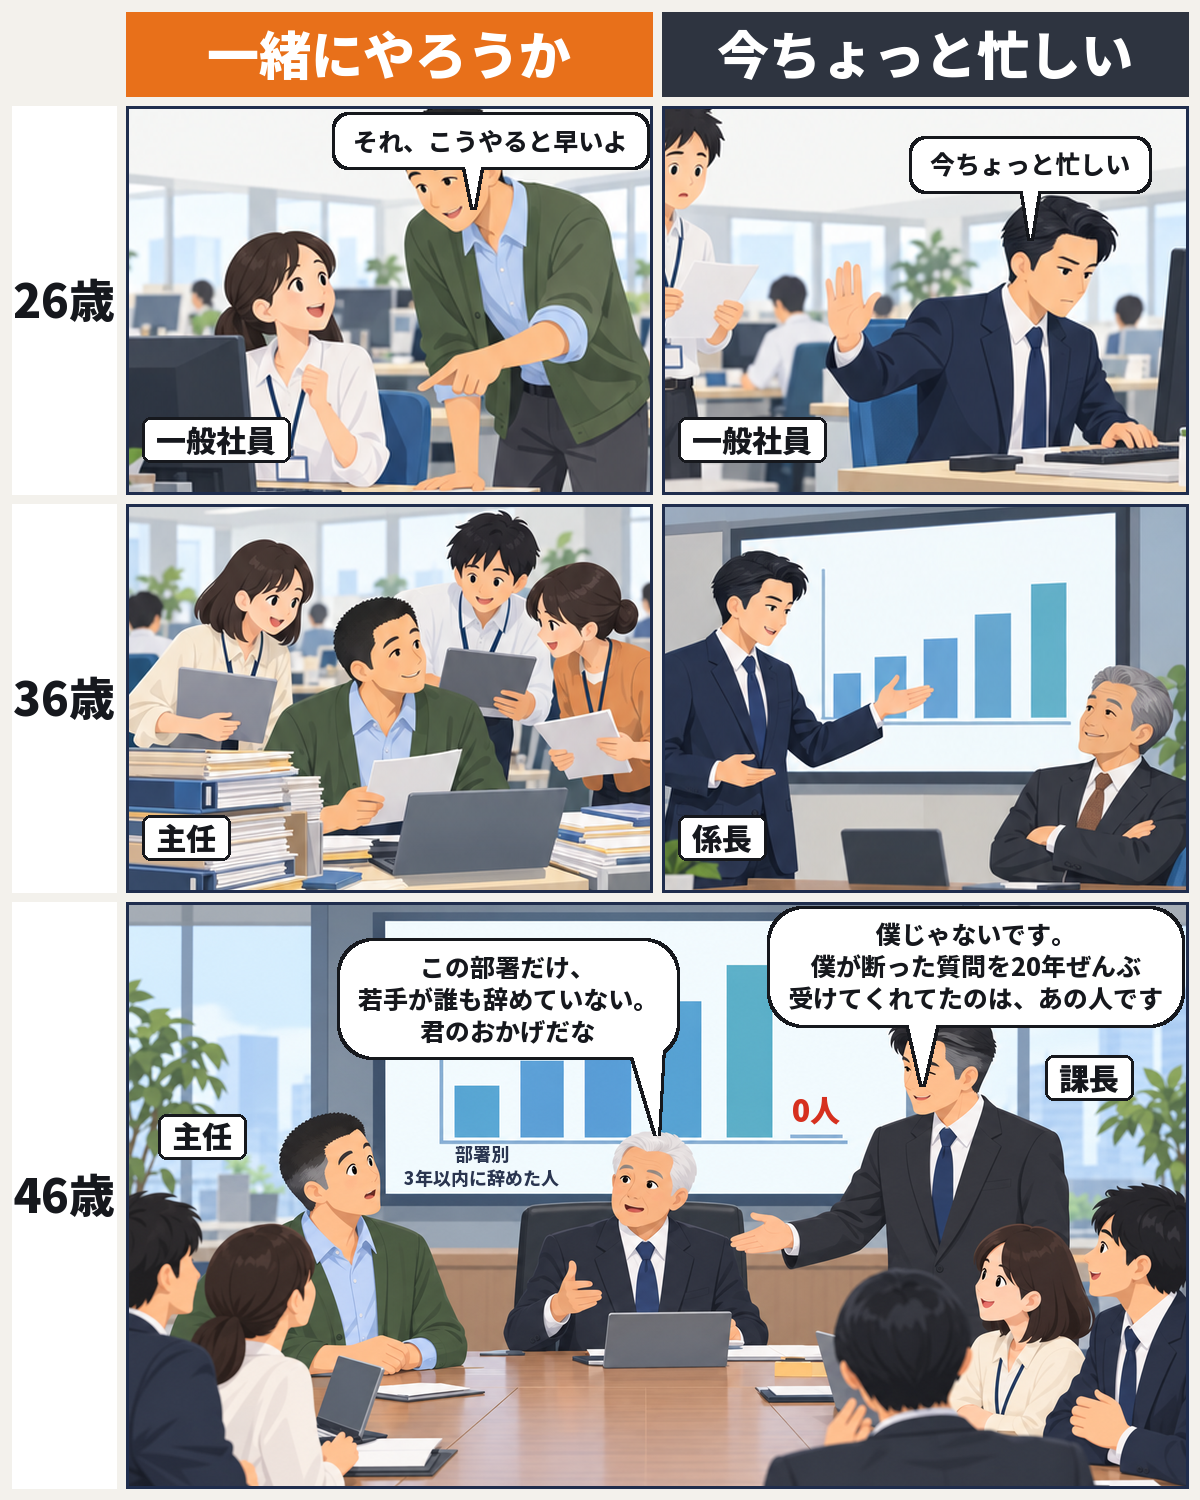 一緒にやろうか
今ちょっと忙しい
26歳
それ、こうやると早いよ
一般社員
今ちょっと忙しい
一般社員
36歳
主任
係長
46歳
この部署だけ、
若手が誰も辞めていない。
君のおかげだな
僕じゃないです。
僕が断った質問を20年ぜんぶ
受けてくれてたのは、あの人です
課長
主任
0人
部署別
3年以内に辞めた人